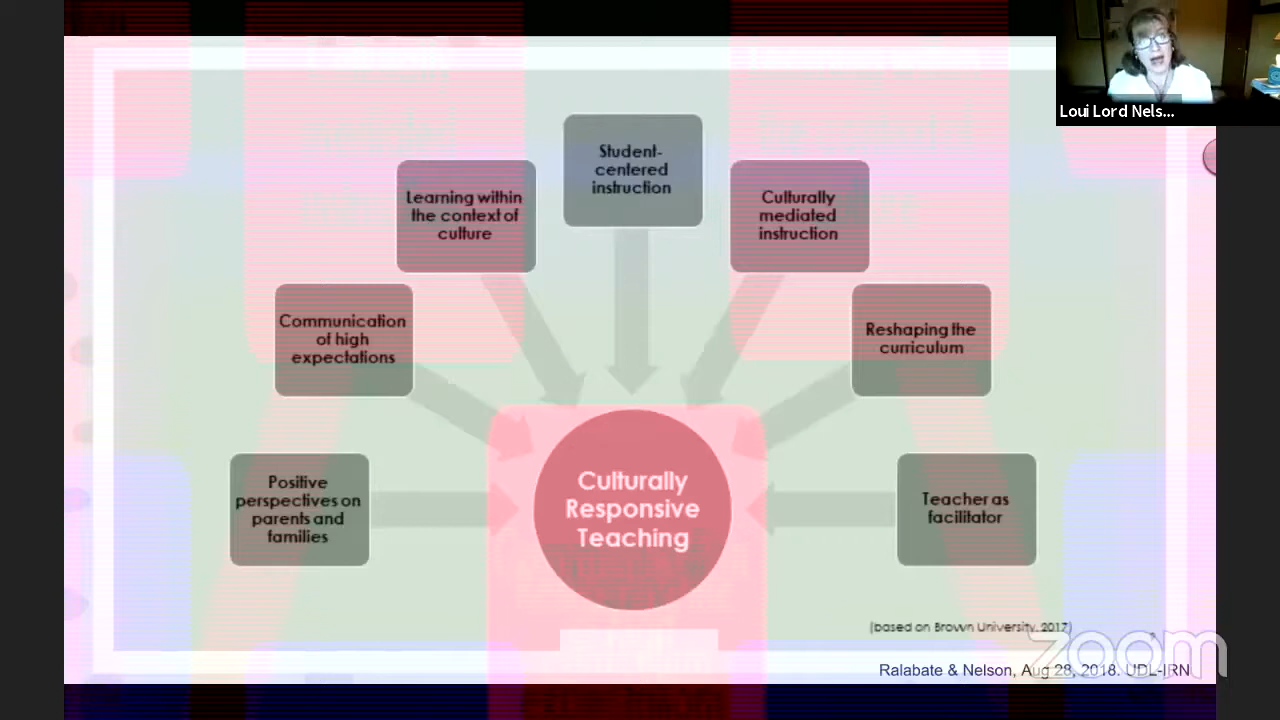 Loui Lord Nels...
Student-
centered
instruction
Learning within
the context of
culture
Culturally
mediated
instruction
Communication
of high
expectations
Reshaping the
curriculum
Positive
perspectives on
parents and
families
Culturally
Responsive
Teaching
Teacher as
facilitator
(based on Brown University, 2017)
zoom
Ralabate & Nelson, Aug 28, 2018. UDL-IRN